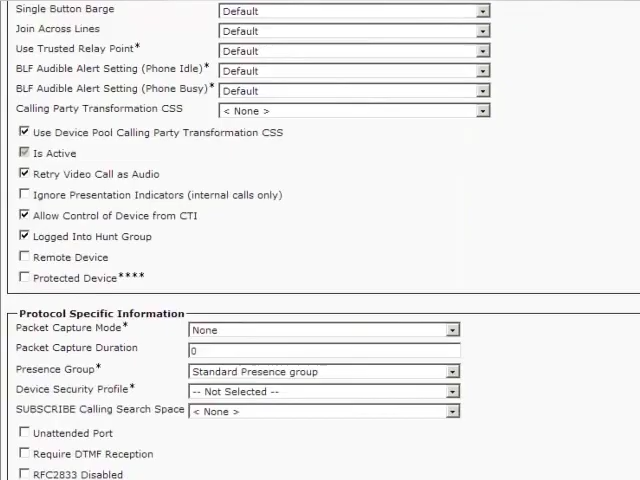 Single Button Barge Default
Join Across Lines Default
Use Trusted Relay Point* Default
BLF Audible Alert Setting (Phone Idle)* Default
BLF Audible Alert Setting (Phone Busy)* Default
Calling Party Transformation CSS < None >
Use Device Pool Calling Party Transformation CSS
Is Active
Retry Video Call as Audio
Ignore Presentation Indicators (internal calls only)
Allow Control of Device from CTI
Logged Into Hunt Group
Remote Device
Protected Device****
Protocol Specific Information
Packet Capture Mode* None
Packet Capture Duration 0
Presence Group* Standard Presence group
Device Security Profile* -- Not Selected --
SUBSCRIBE Calling Search Space < None >
Unattended Port
Require DTMF Reception
RFC2833 Disabled